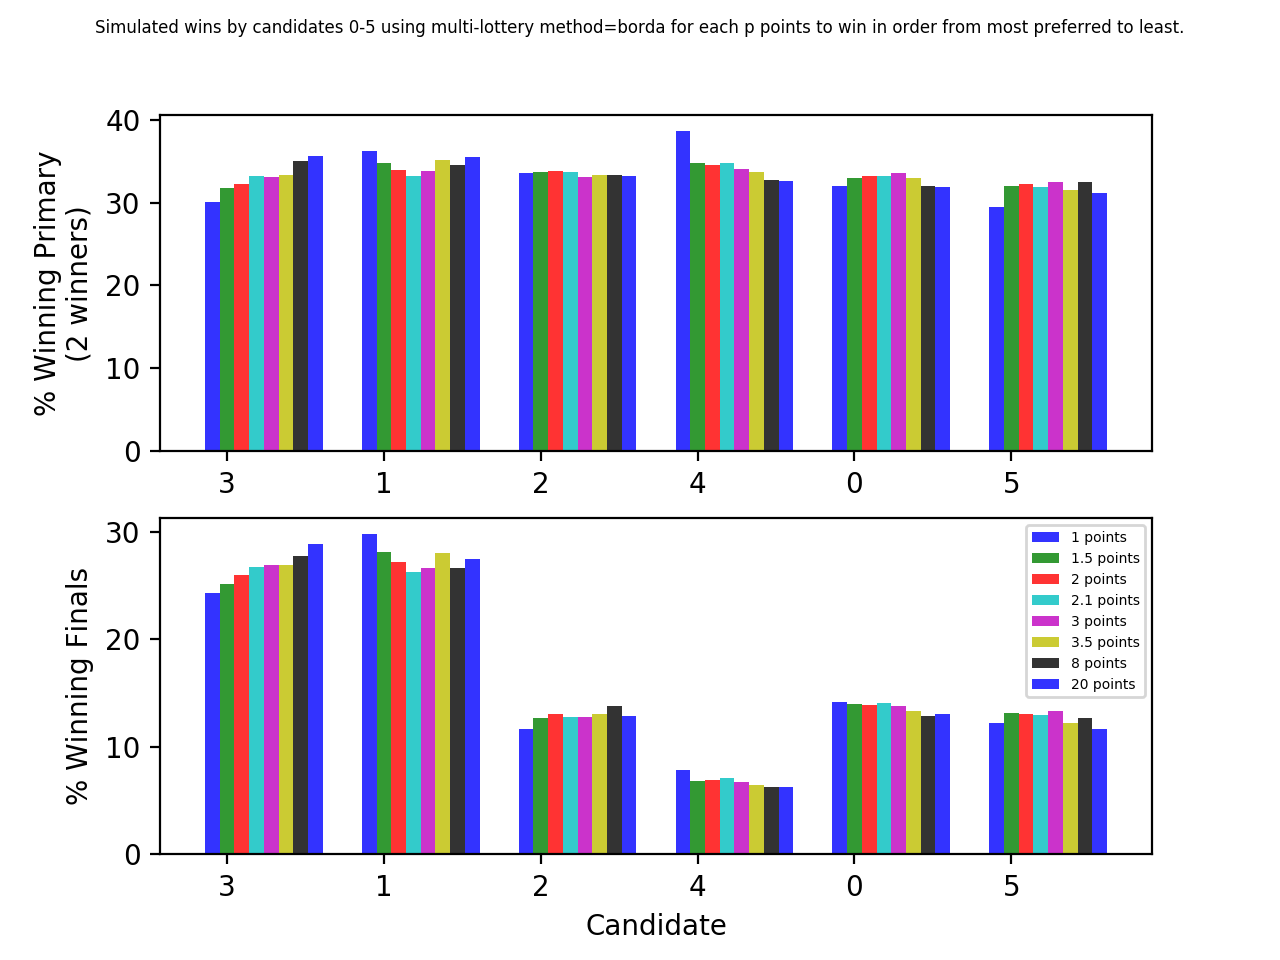 Simulated wins by candidates 0-5 using multi-lottery method=borda for each p points to win in order from most preferred to least.
% Winning Primary
(2 winners)
40
30
20
10
0
3 1 2 4 0 5
% Winning Finals
30
20
10
0
1 points
1.5 points
2 points
2.1 points
3 points
3.5 points
8 points
20 points
3 1 2 4 0 5
Candidate